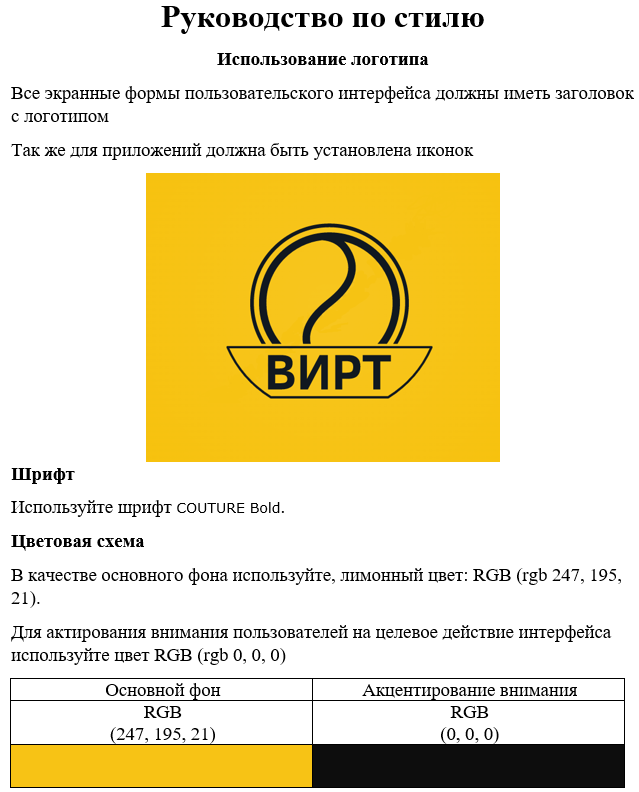 Руководство по стилю
Использование логотипа
Все экранные формы пользовательского интерфейса должны иметь заголовок
с логотипом
Так же для приложений должна быть установлена иконок
ВИРТ
Шрифт
Используйте шрифт COUTURE Bold.
Цветовая схема
В качестве основного фона используйте, лимонный цвет: RGB (rgb 247, 195,
21).
Для актирования внимания пользователей на целевое действие интерфейса
используйте цвет RGB (rgb 0, 0, 0)
Основной фон Акцентирование внимания
RGB RGB
(247, 195, 21) (0, 0, 0)